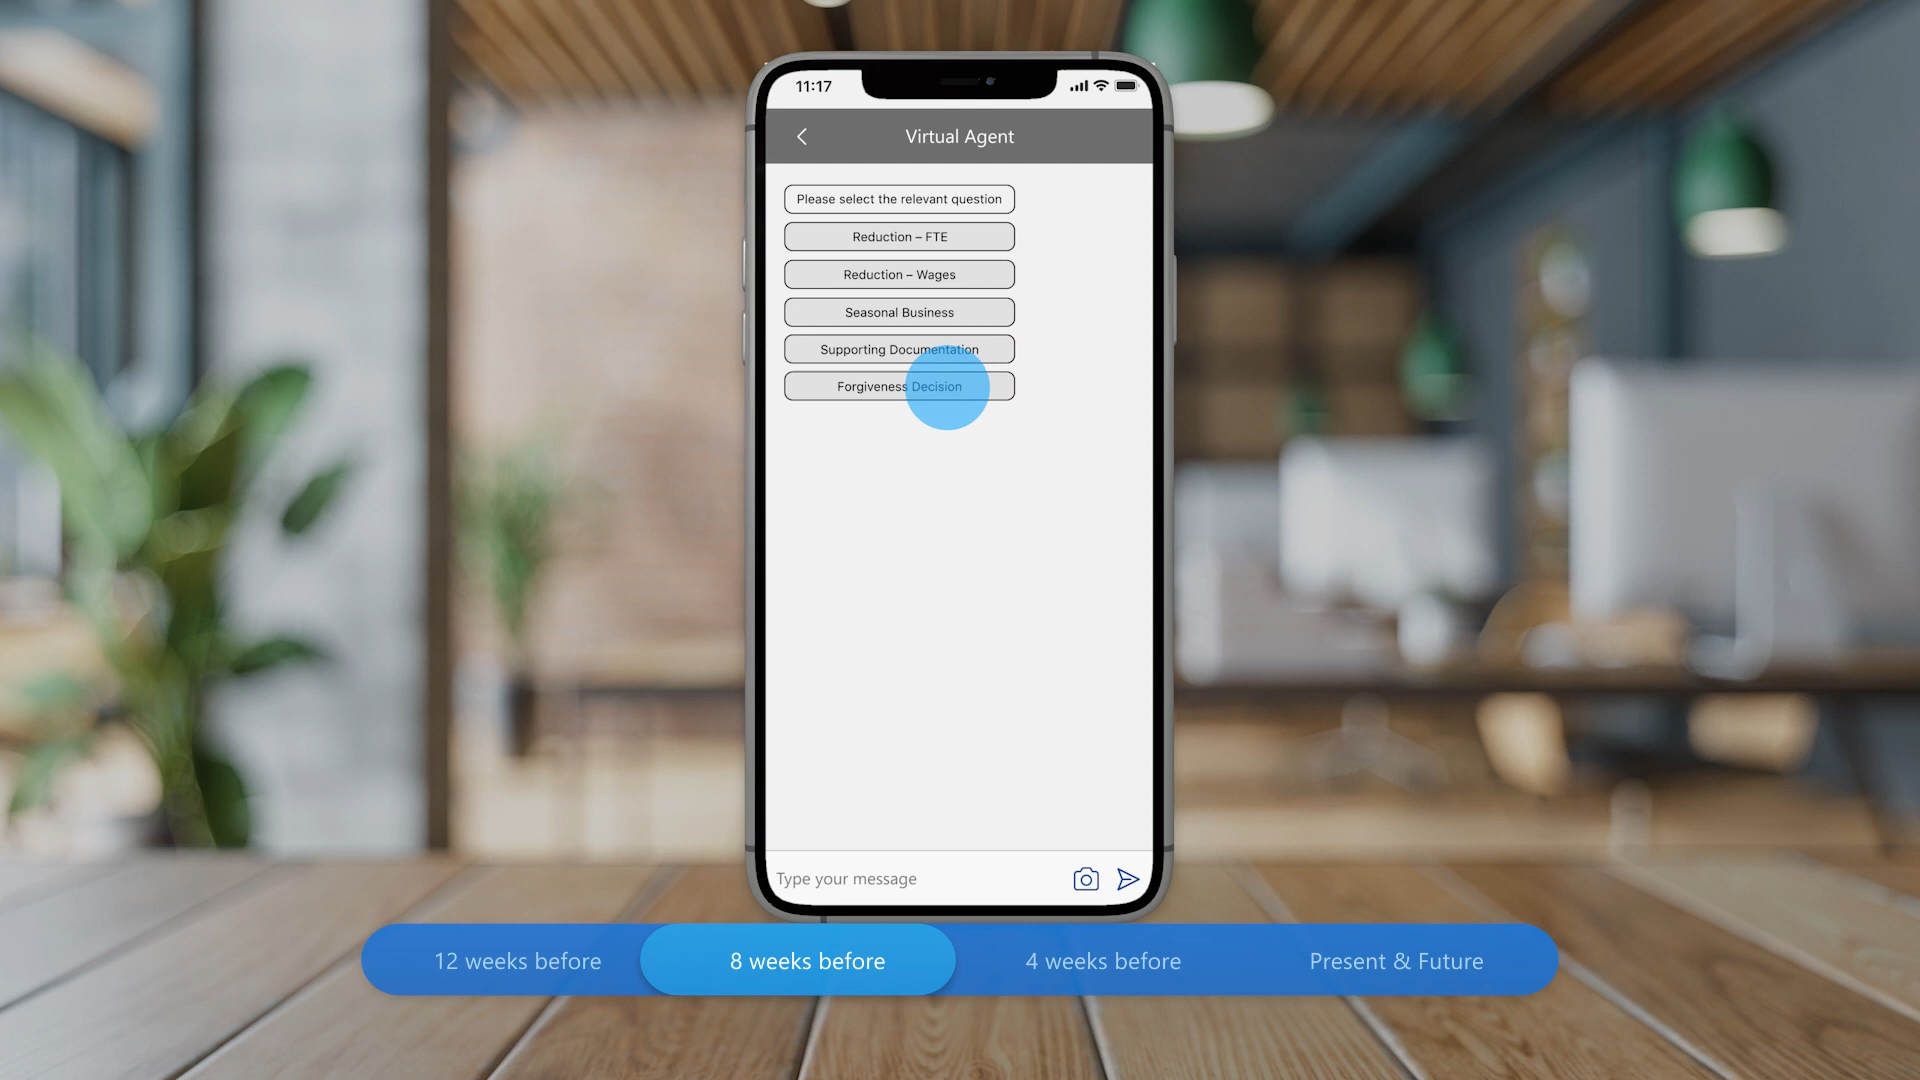 11:17
Virtual Agent
Please select the relevant question
Reduction – FTE
Reduction – Wages
Seasonal Business
Supporting Documentation
Forgiveness Decision
Type your message
12 weeks before
8 weeks before
4 weeks before
Present & Future